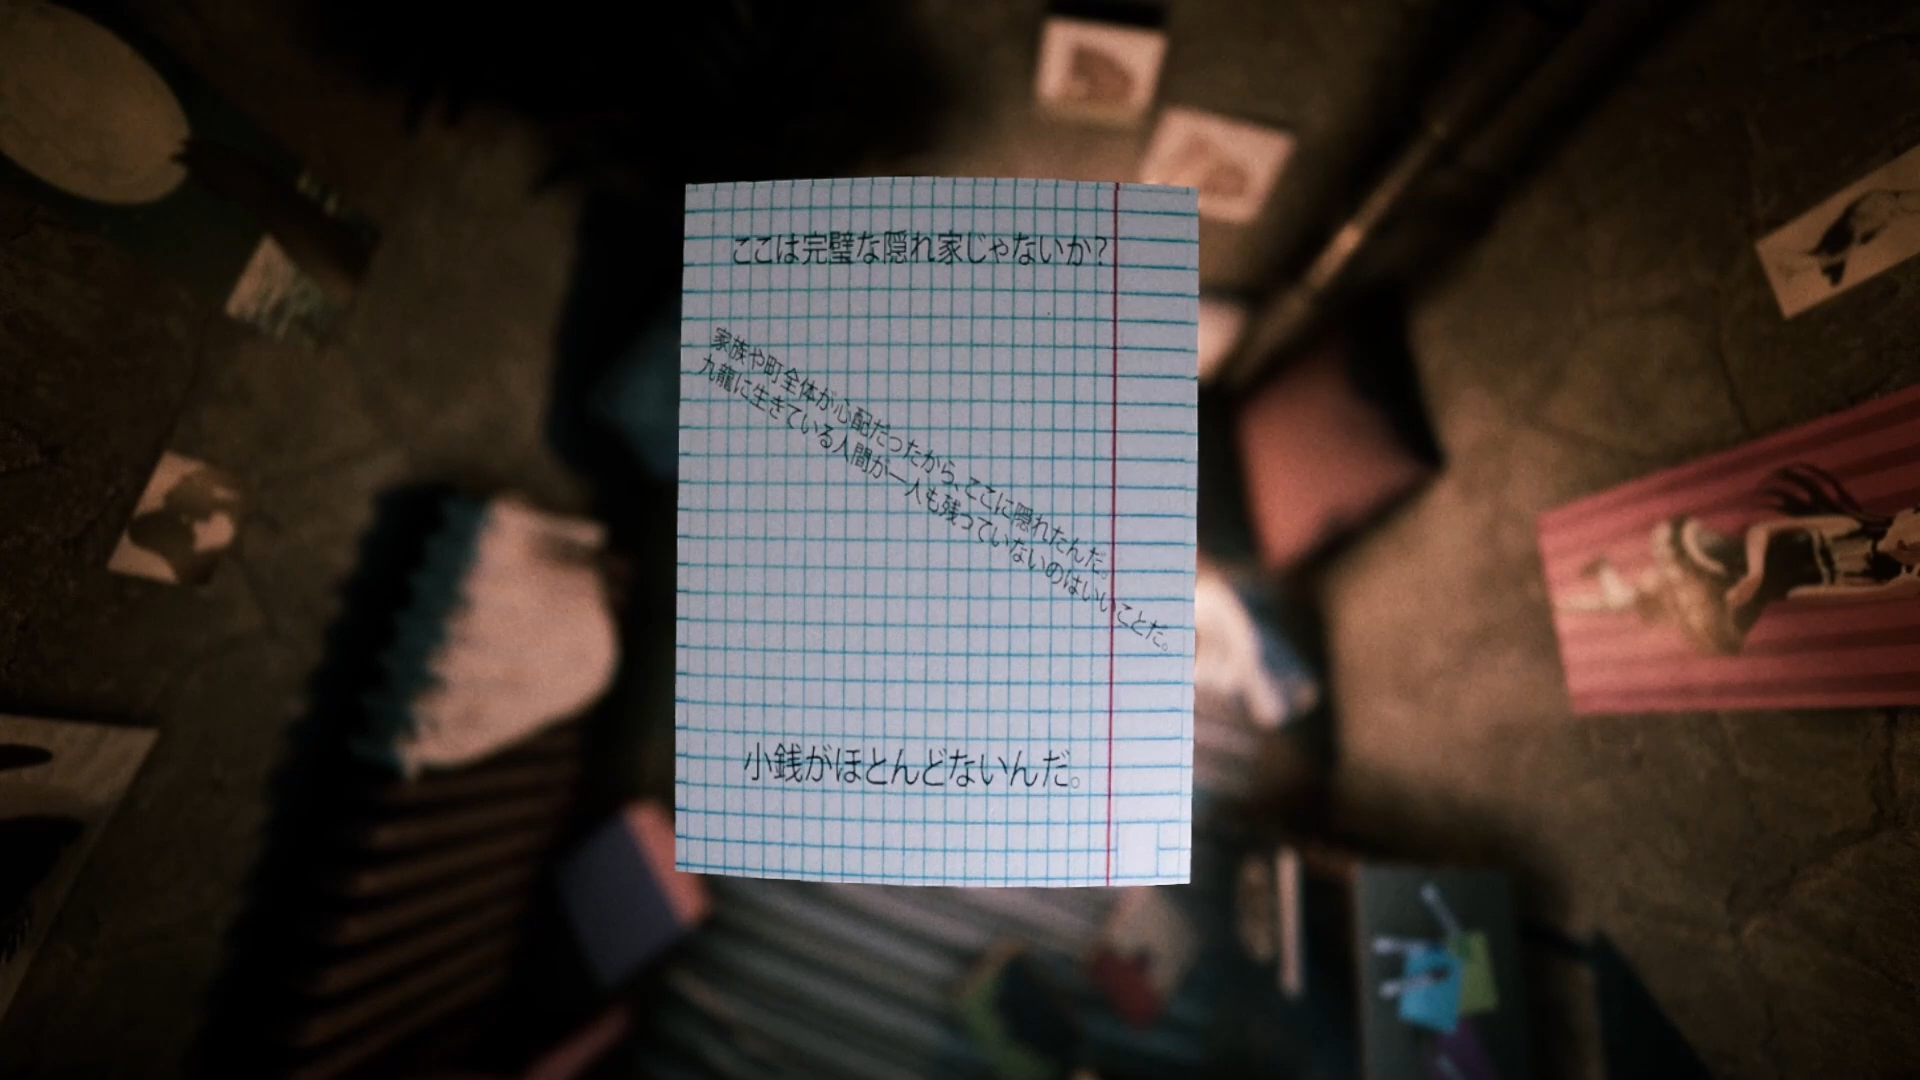 ここは完璧な隠れ家じゃないか？
家族や町全体が心配だったから、ここに隠れたんだ。
九龍に生きている人間が一人も残っていないのはいいことだ。
小銭がほとんどないんだ。